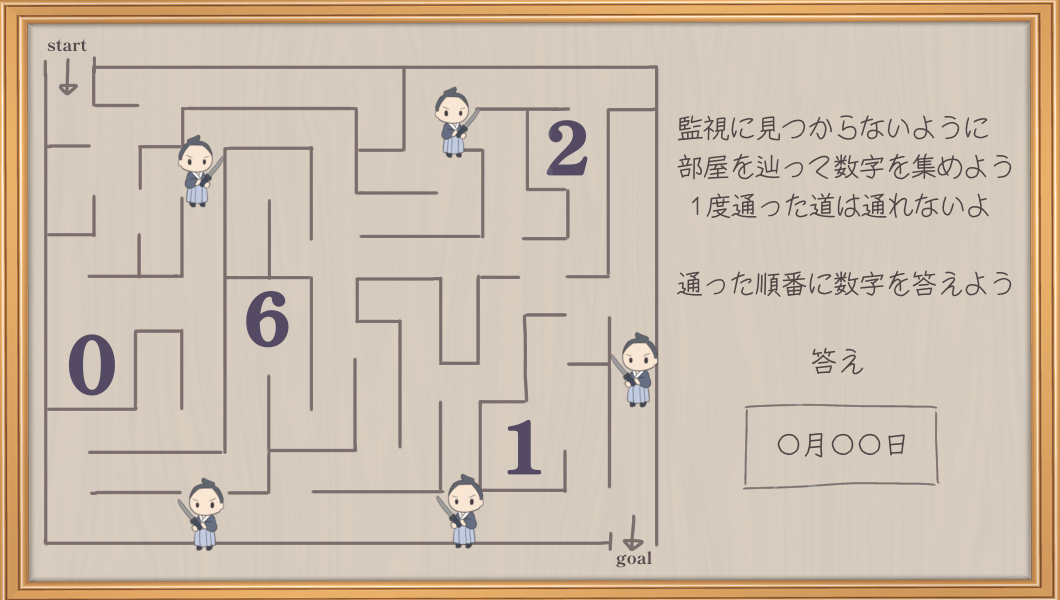 start
2
6
0
1
goal
監視に見つからないように
部屋を辿って数字を集めよう
1度通った道は通れないよ
通った順番に数字を答えよう
答え
〇月〇〇日